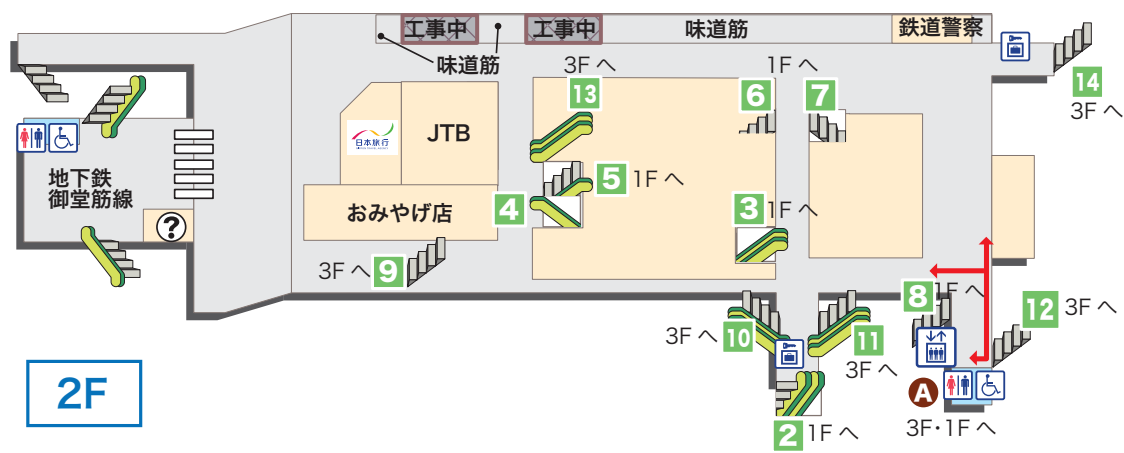 工事中
工事中
味道筋
鉄道警察
味道筋
3F へ
13
1F へ
6
7
14
3F へ
日本旅行
JTB
地下鉄
御堂筋線
?
おみやげ店
4
5
1F へ
3
1F へ
3F へ
9
8
1F へ
12
3F へ
3F へ
10
11
3F へ
A
3F・1F へ
2
1F へ
2F